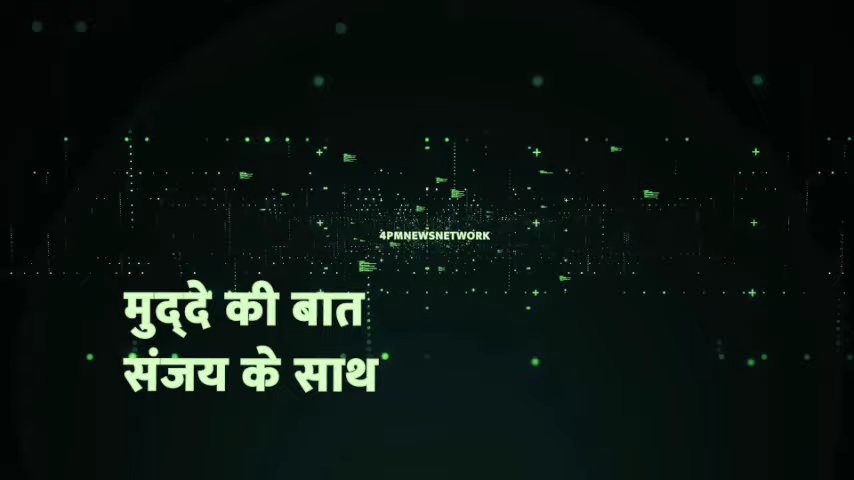 4PMNEWSNETWORK
मुद्दे की बात
संजय के साथ